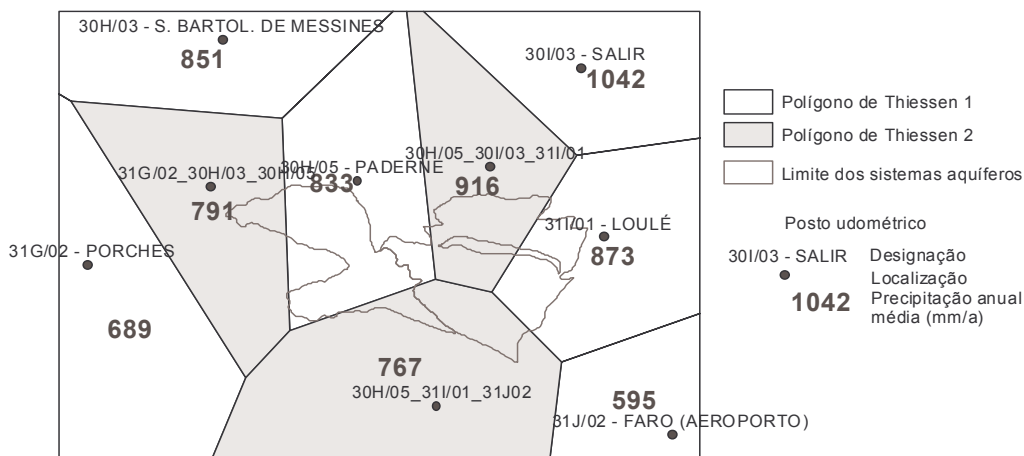 30H/03 - S. BARTOL. DE MESSINES
851
30I/03 - SALIR
1042
31G/02_30H/03_30H/05
791
30H/05 - PADERNE
833
30H/05_30I/03_31I/01
916
31I/01 - LOULÉ
873
31G/02 - PORCHES
689
767
30H/05_31I/01_31J02
595
31J/02 - FARO (AEROPORTO)
Polígono de Thiessen 1
Polígono de Thiessen 2
Limite dos sistemas aquíferos
Posto udométrico
30I/03 - SALIR Designação
Localização
1042 Precipitação anual
média (mm/a)